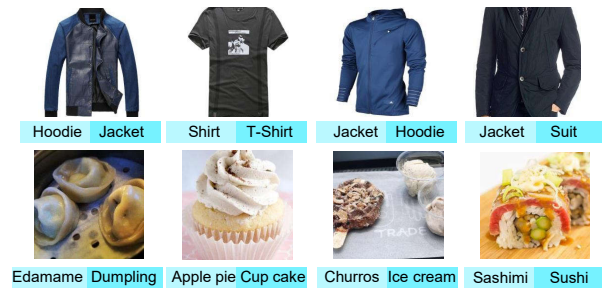 Hoodie Jacket
Shirt T-Shirt
Jacket Hoodie
Jacket Suit
Edamame Dumpling
Apple pie Cup cake
Churros Ice cream
Sashimi Sushi
TRADE